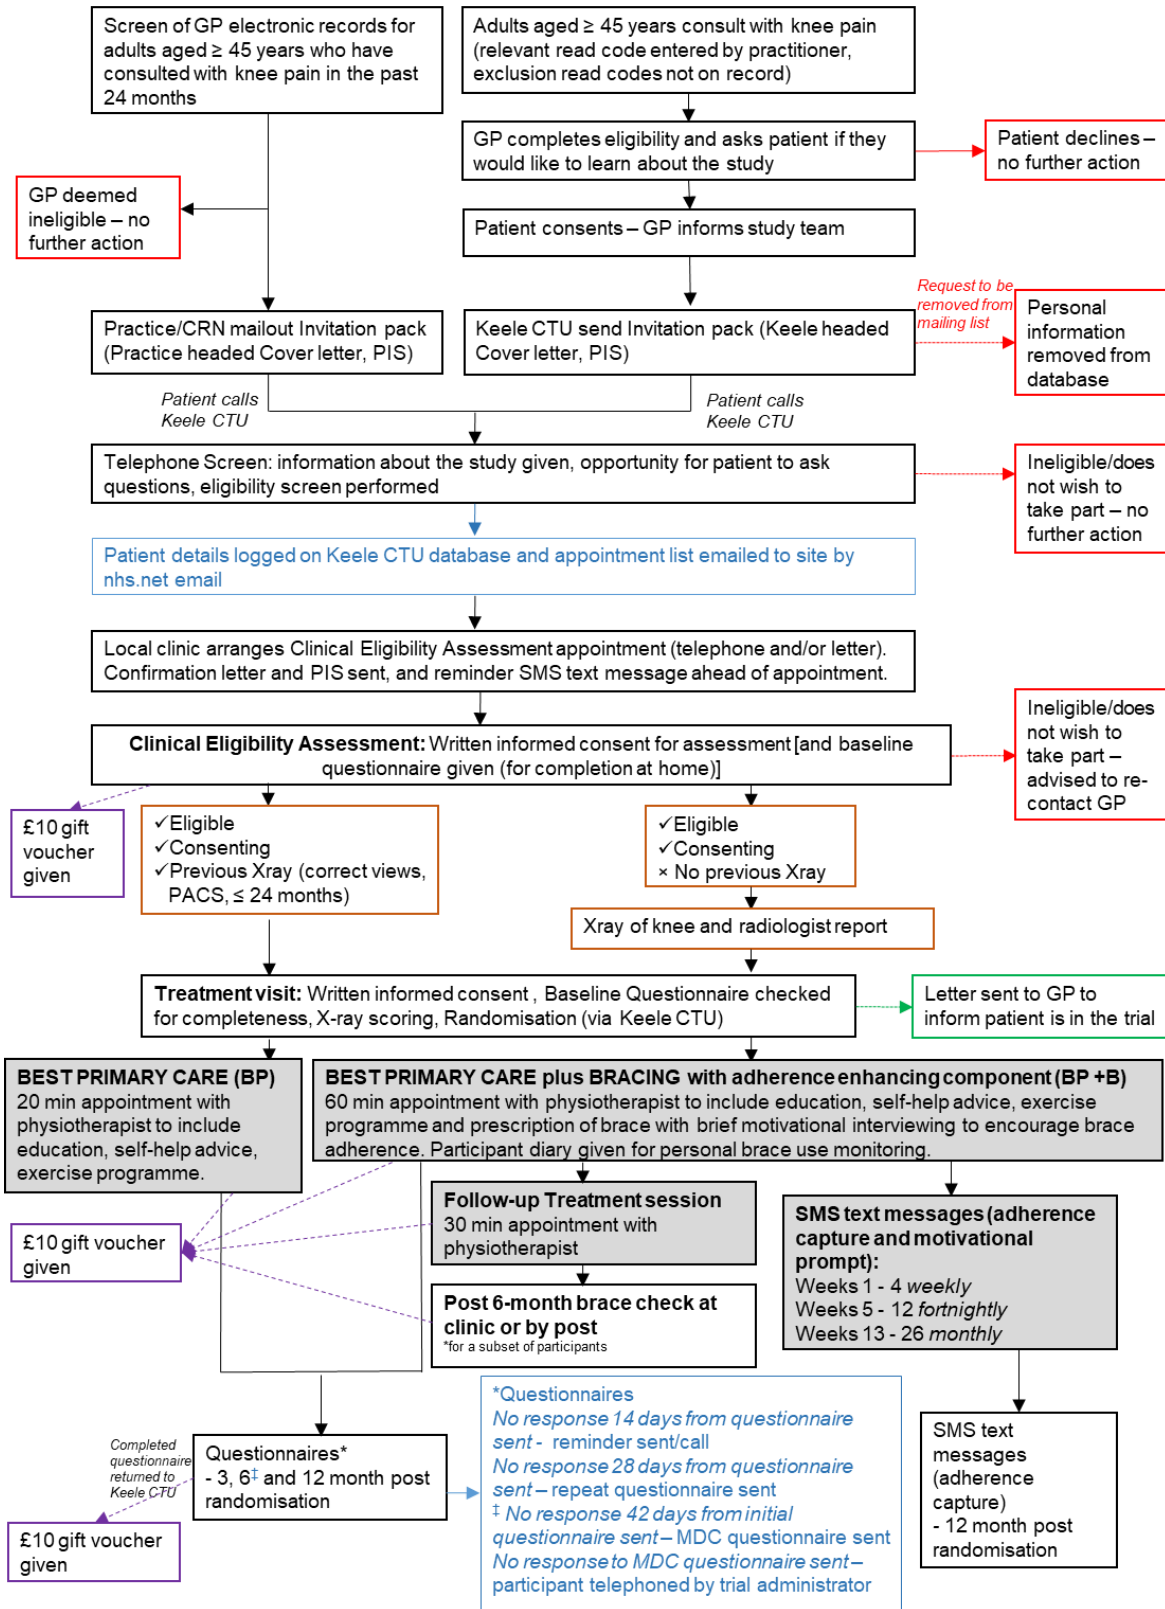 Screen of GP electronic records for
adults aged ≥ 45 years who have
consulted with knee pain in the past
24 months
Adults aged ≥ 45 years consult with knee pain
(relevant read code entered by practitioner,
exclusion read codes not on record)
GP completes eligibility and asks patient if they
would like to learn about the study
Patient declines –
no further action
GP deemed
ineligible – no
further action
Patient consents – GP informs study team
Practice/CRN mailout Invitation pack
(Practice headed Cover letter, PIS)
Keele CTU send Invitation pack (Keele headed
Cover letter, PIS)
Request to be
removed from
mailing list
Personal
information
removed from
database
Patient calls
Keele CTU
Patient calls
Keele CTU
Telephone Screen: information about the study given, opportunity for patient to ask
questions, eligibility screen performed
Ineligible/does
not wish to
take part – no
further action
Patient details logged on Keele CTU database and appointment list emailed to site by
nhs.net email
Local clinic arranges Clinical Eligibility Assessment appointment (telephone and/or letter).
Confirmation letter and PIS sent, and reminder SMS text message ahead of appointment.
Clinical Eligibility Assessment: Written informed consent for assessment [and baseline
questionnaire given (for completion at home)]
Ineligible/does
not wish to
take part –
advised to re-
contact GP
£10 gift
voucher
given
✓Eligible
✓Consenting
✓Previous Xray (correct views,
PACS, ≤ 24 months)
✓Eligible
✓Consenting
× No previous Xray
Xray of knee and radiologist report
Treatment visit: Written informed consent , Baseline Questionnaire checked
for completeness, X-ray scoring, Randomisation (via Keele CTU)
Letter sent to GP to
inform patient is in the trial
BEST PRIMARY CARE (BP)
20 min appointment with
physiotherapist to include
education, self-help advice,
exercise programme.
BEST PRIMARY CARE plus BRACING with adherence enhancing component (BP +B)
60 min appointment with physiotherapist to include education, self-help advice, exercise
programme and prescription of brace with brief motivational interviewing to encourage brace
adherence. Participant diary given for personal brace use monitoring.
£10 gift voucher
given
Follow-up Treatment session
30 min appointment with
physiotherapist
Post 6-month brace check at
clinic or by post
*for a subset of participants
SMS text messages (adherence
capture and motivational
prompt):
Weeks 1 - 4 weekly
Weeks 5 - 12 fortnightly
Weeks 13 - 26 monthly
Completed
questionnaire
returned to
Keele CTU
Questionnaires*
- 3, 6‡ and 12 month post
randomisation
£10 gift voucher
given
*Questionnaires
No response 14 days from questionnaire
sent - reminder sent/call
No response 28 days from questionnaire
sent – repeat questionnaire sent
‡ No response 42 days from initial
questionnaire sent – MDC questionnaire sent
No response to MDC questionnaire sent –
participant telephoned by trial administrator
SMS text
messages
(adherence
capture)
- 12 month post
randomisation